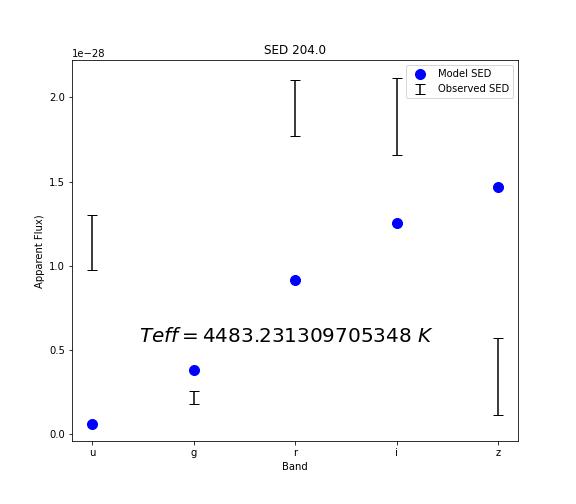 SED 204.0
1e−28
Model SED
Observed SED
2.0
1.5
1.0
0.5
0.0
Apparent Flux)
Teff = 4483.231309705348 K
u g r i z
Band